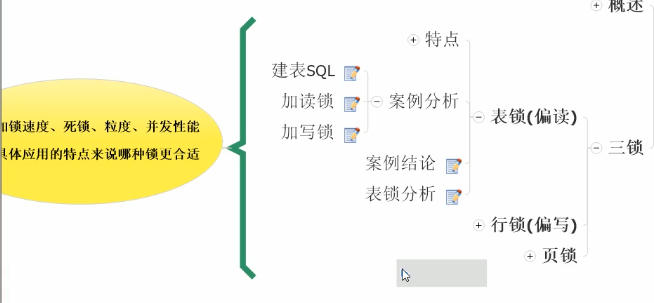 概述
特点
建表SQL
加读锁
案例分析
加写锁
表锁(偏读)
三锁
案例结论
表锁分析
行锁(偏写)
页锁
加锁速度、死锁、粒度、并发性能
具体应用的特点来说哪种锁更合适